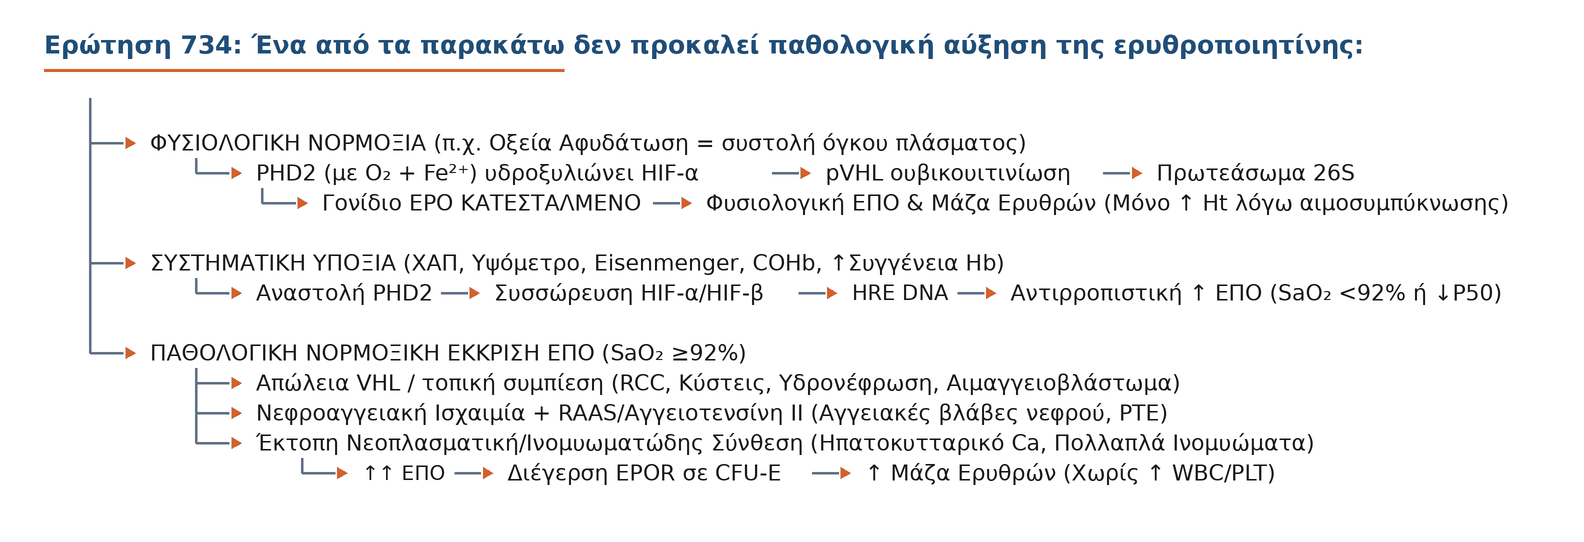 Ερώτηση 734: Ένα από τα παρακάτω δεν προκαλεί παθολογική αύξηση της ερυθροποιητίνης:
ΦΥΣΙΟΛΟΓΙΚΗ ΝΟΡΜΟΞΙΑ (π.χ. Οξεία Αφυδάτωση = συστολή όγκου πλάσματος)
PHD2 (με O₂ + Fe²⁺) υδροξυλιώνει HIF-α pVHL ουβικουιτινίωση Πρωτεάσωμα 26S
Γονίδιο EPO ΚΑΤΕΣΤΑΛΜΕΝΟ Φυσιολογική ΕΠΟ & Μάζα Ερυθρών (Μόνο ↑ Ht λόγω αιμοσυμπύκνωσης)
ΣΥΣΤΗΜΑΤΙΚΗ ΥΠΟΞΙΑ (ΧΑΠ, Υψόμετρο, Eisenmenger, COHb, ↑Συγγένεια Hb)
Αναστολή PHD2 Συσσώρευση HIF-α/HIF-β HRE DNA Αντιρροπιστική ↑ ΕΠΟ (SaO₂ <92% ή ↓P50)
ΠΑΘΟΛΟΓΙΚΗ ΝΟΡΜΟΞΙΚΗ ΕΚΚΡΙΣΗ ΕΠΟ (SaO₂ ≥92%)
Απώλεια VHL / τοπική συμπίεση (RCC, Κύστεις, Υδρονέφρωση, Αιμαγγειοβλάστωμα)
Νεφροαγγειακή Ισχαιμία + RAAS/Αγγειοτενσίνη II (Αγγειακές βλάβες νεφρού, PTE)
Έκτοπη Νεοπλασματική/Ινομυωματώδης Σύνθεση (Ηπατοκυτταρικό Ca, Πολλαπλά Ινομυώματα)
↑↑ ΕΠΟ Διέγερση EPOR σε CFU-E ↑ Μάζα Ερυθρών (Χωρίς ↑ WBC/PLT)